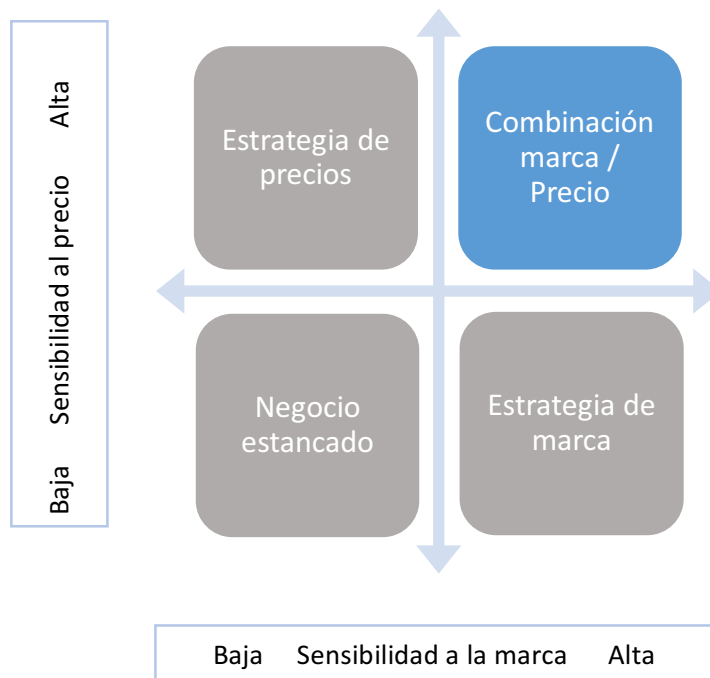 Baja    Sensibilidad al precio    Alta
Estrategia de
precios
Combinación
marca /
Precio
Negocio
estancado
Estrategia de
marca
Baja    Sensibilidad a la marca    Alta